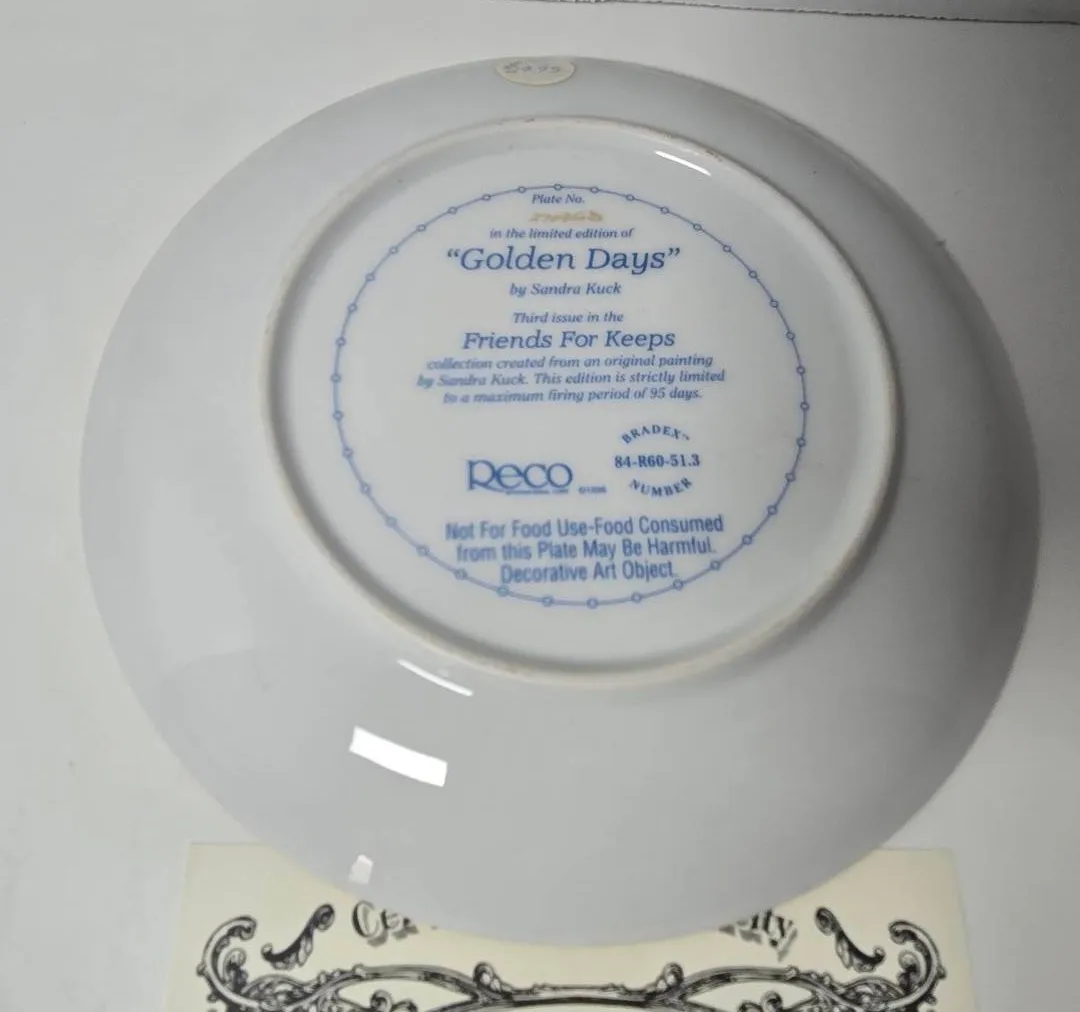 Plate No.
in the limited edition of
“Golden Days”
by Sandra Kuck
Third issue in the
Friends For Keeps
collection created from an original painting
by Sandra Kuck. This edition is strictly limited
to a maximum firing period of 95 days.
BRADEX™
84-R60-51.3
NUMBER
Reco
Not For Food Use-Food Consumed
from this Plate May Be Harmful.
Decorative Art Object.